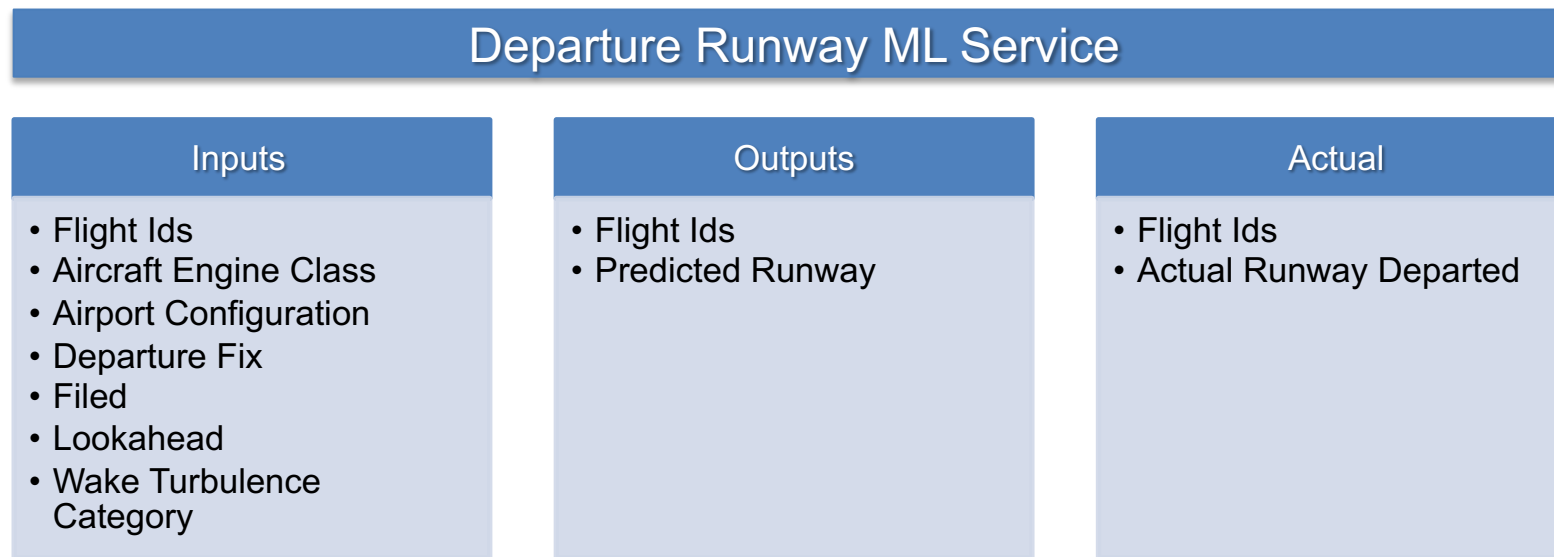 Departure Runway ML Service
Inputs
• Flight Ids
• Aircraft Engine Class
• Airport Configuration
• Departure Fix
• Filed
• Lookahead
• Wake Turbulence
Category
Outputs
• Flight Ids
• Predicted Runway
Actual
• Flight Ids
• Actual Runway Departed